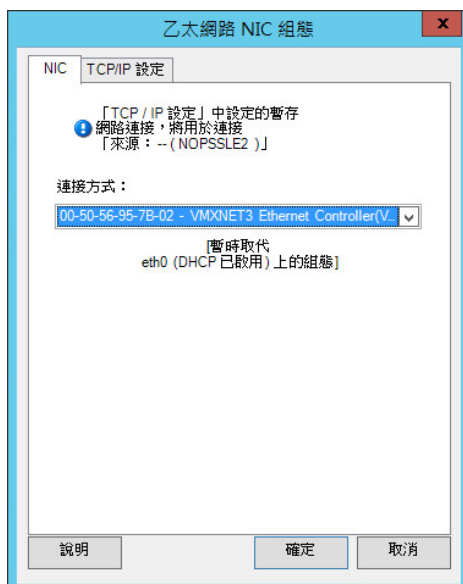 乙太網路 NIC 組態
x
NIC TCP/IP 設定
「TCP / IP 設定」中設定的暫存
網路連接，將用於連接
「來源：--( NOPSSLE2 )」
連接方式：
00-50-56-95-7B-02 - VMXNET3 Ethernet Controller(V...
[暫時取代
eth0 (DHCP 已啟用) 上的組態]
說明 確定 取消